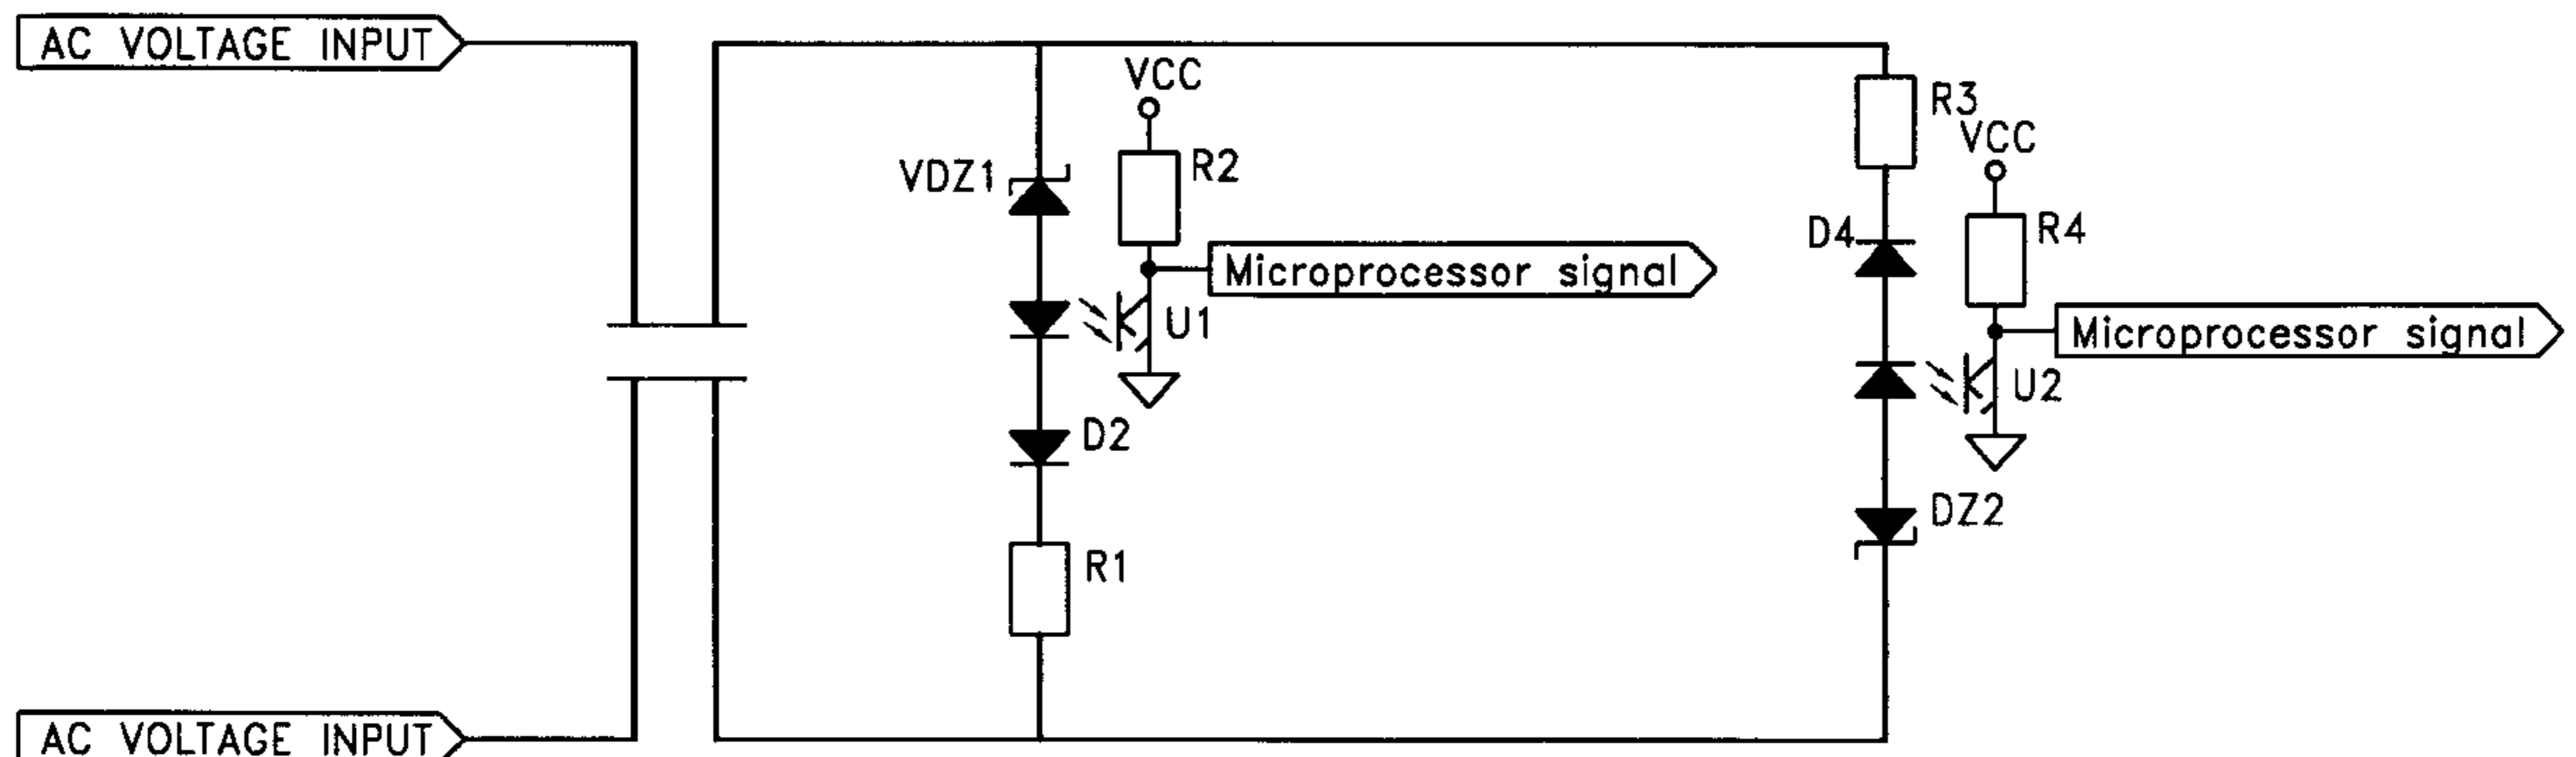 AC VOLTAGE INPUT
VCC
R3
VCC
VDZ1
R2
D4
R4
Microprocessor signal
U1
Microprocessor signal
U2
D2
DZ2
R1
AC VOLTAGE INPUT